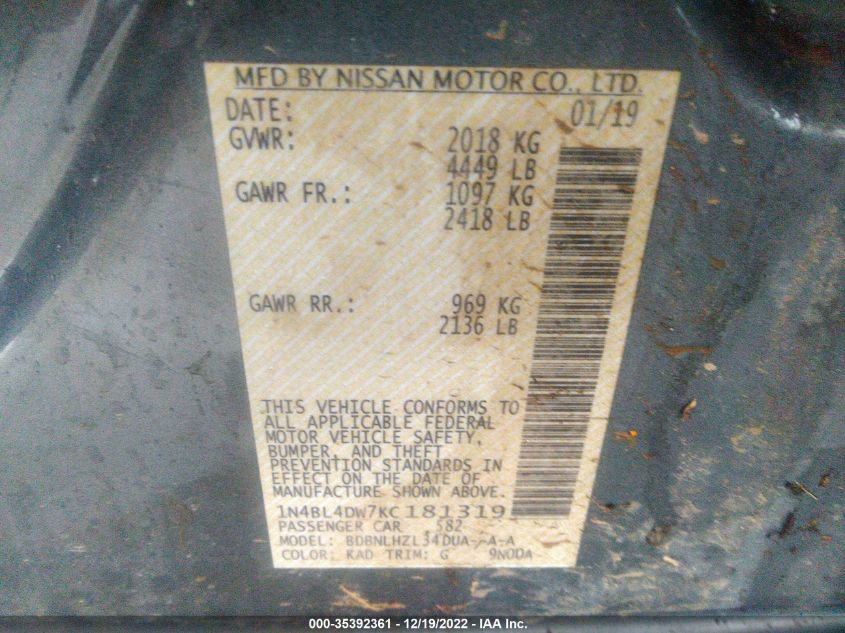 MFD BY NISSAN MOTOR CO., LTD.
DATE: 01/19
GVWR: 2018 KG
4449 LB
GAWR FR.: 1097 KG
2418 LB
GAWR RR.: 969 KG
2136 LB
THIS VEHICLE CONFORMS TO
ALL APPLICABLE FEDERAL
MOTOR VEHICLE SAFETY,
BUMPER, AND THEFT
PREVENTION STANDARDS IN
EFFECT ON THE DATE OF
MANUFACTURE SHOWN ABOVE.
1N4BL4DW7KC181319
PASSENGER CAR 582
MODEL: BDBNLHZL34DUA-/A-A
COLOR: KAD TRIM: G 9N0DA
000-35392361 - 12/19/2022 - IAA Inc.